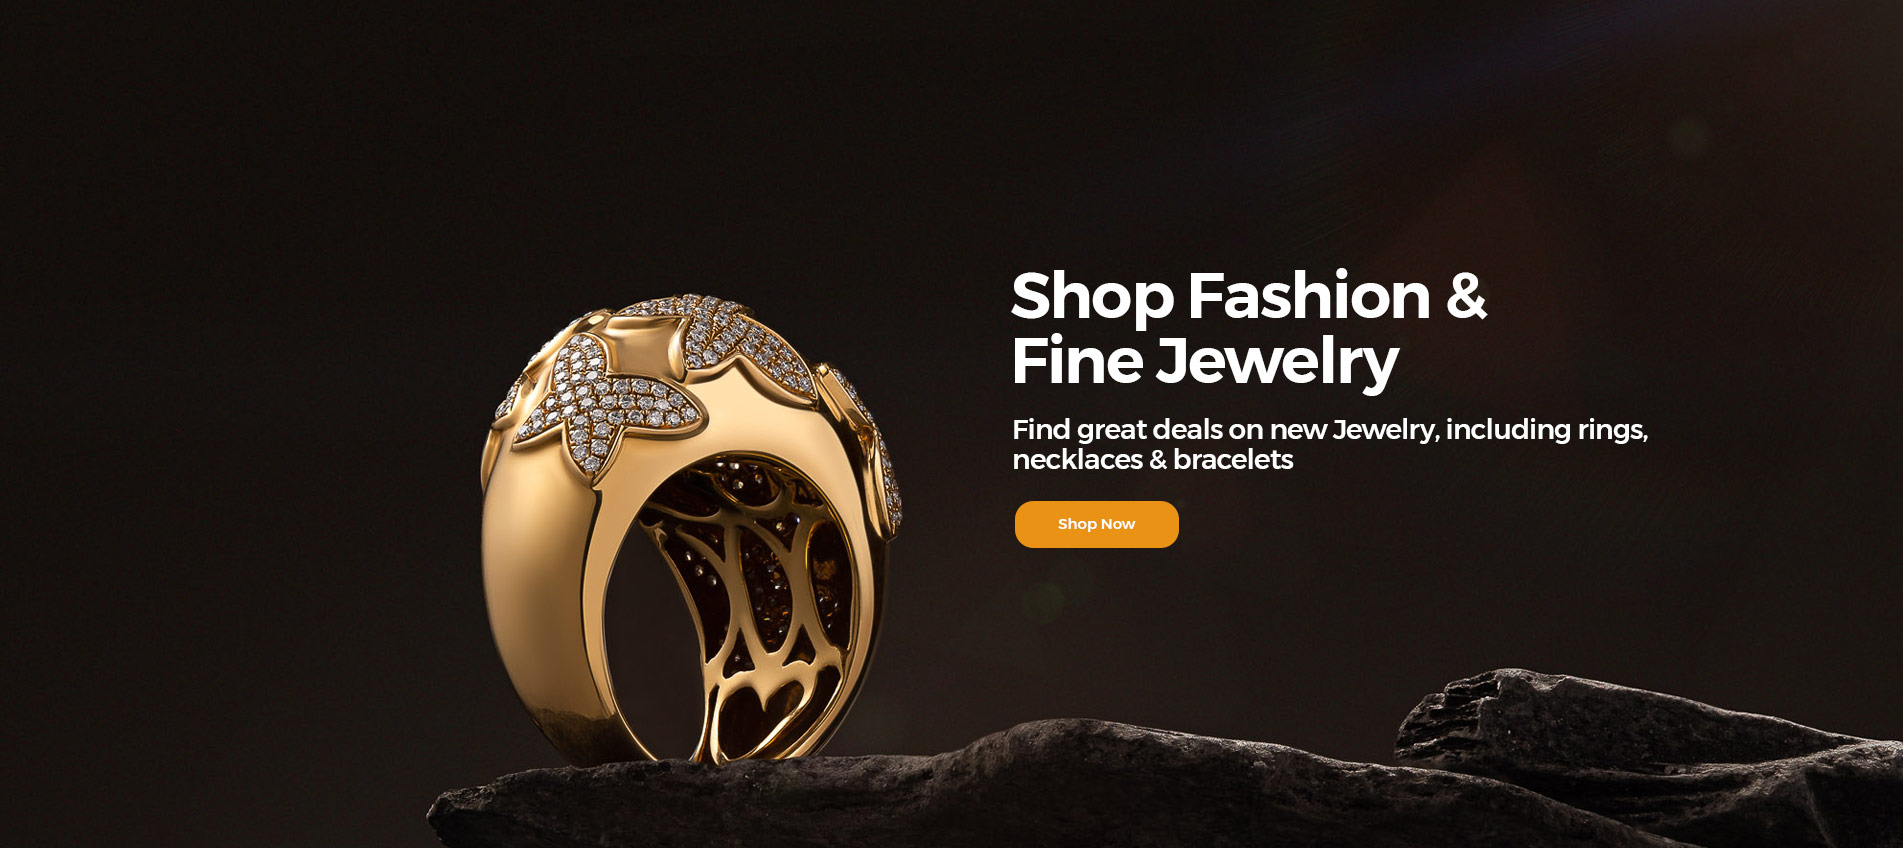 Shop Fashion &
Fine Jewelry
Find great deals on new Jewelry, including rings,
necklaces & bracelets
Shop Now